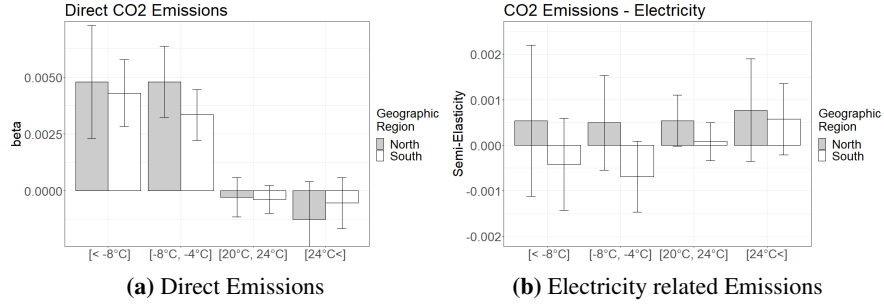 Direct CO2 Emissions
0.0050
0.0025
0.0000
beta
[< -8°C]
[-8°C, -4°C]
[20°C, 24°C]
[24°C<]
Geographic
Region
North
South
(a) Direct Emissions
CO2 Emissions - Electricity
0.002
0.001
0.000
-0.001
-0.002
Semi-Elasticity
[< -8°C]
[-8°C, -4°C]
[20°C, 24°C]
[24°C<]
Geographic
Region
North
South
(b) Electricity related Emissions